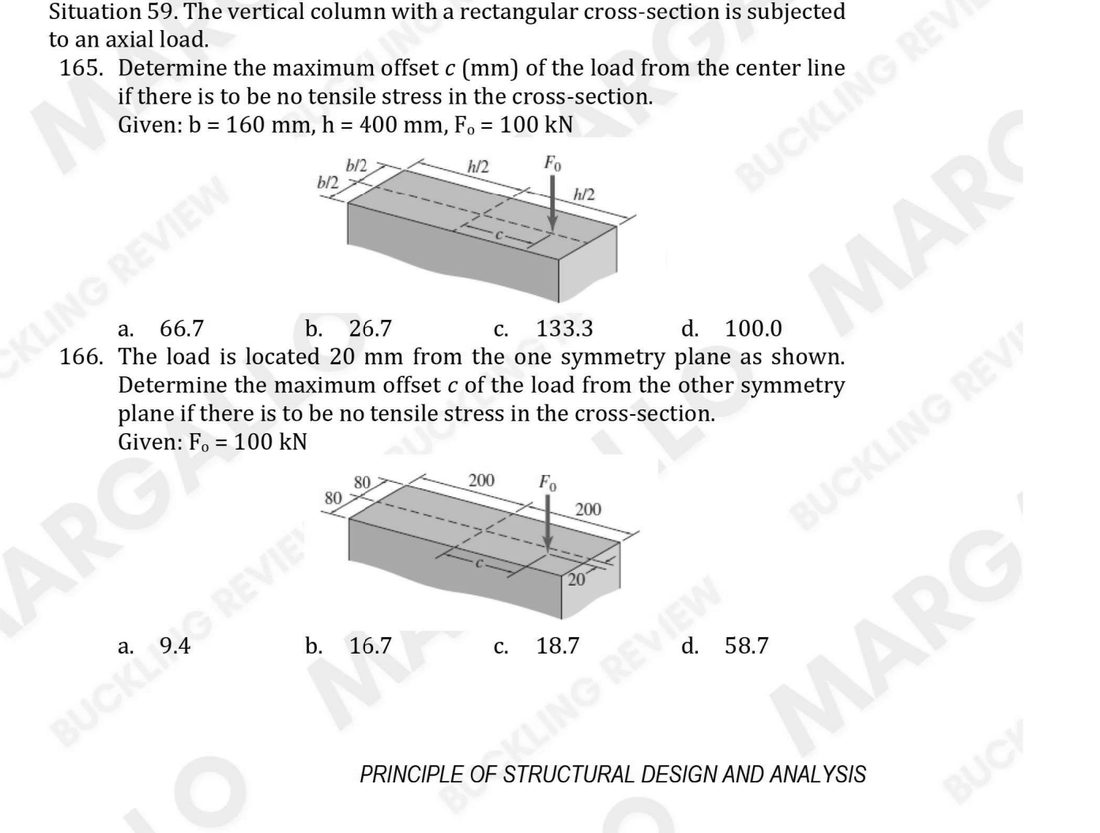 Situation 59. The vertical column with a rectangular cross-section is subjected
to an axial load.
165. Determine the maximum offset c (mm) of the load from the center line
if there is to be no tensile stress in the cross-section.
Given: b = 160 mm, h = 400 mm, F₀ = 100 kN
b/2
b/2
h/2
F₀
h/2
c
a. 66.7 b. 26.7 c. 133.3 d. 100.0
166. The load is located 20 mm from the one symmetry plane as shown.
Determine the maximum offset c of the load from the other symmetry
plane if there is to be no tensile stress in the cross-section.
Given: F₀ = 100 kN
80
80
200
F₀
200
c
20
a. 9.4 b. 16.7 c. 18.7 d. 58.7
PRINCIPLE OF STRUCTURAL DESIGN AND ANALYSIS
BUCKLING REVIEW